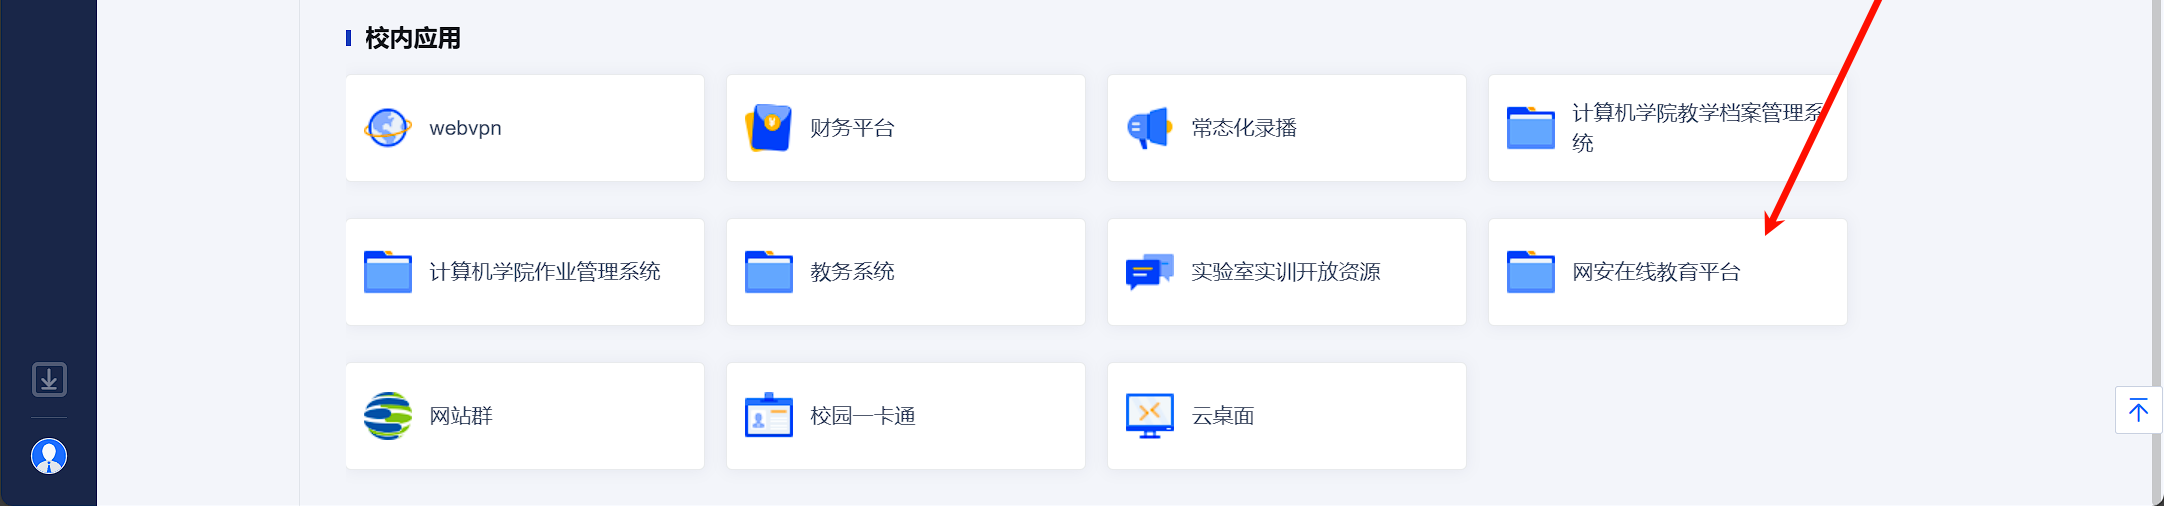 校内应用
webvpn
财务平台
常态化录播
计算机学院教学档案管理系
统
计算机学院作业管理系统
教务系统
实验室实训开放资源
网安在线教育平台
网站群
校园一卡通
云桌面